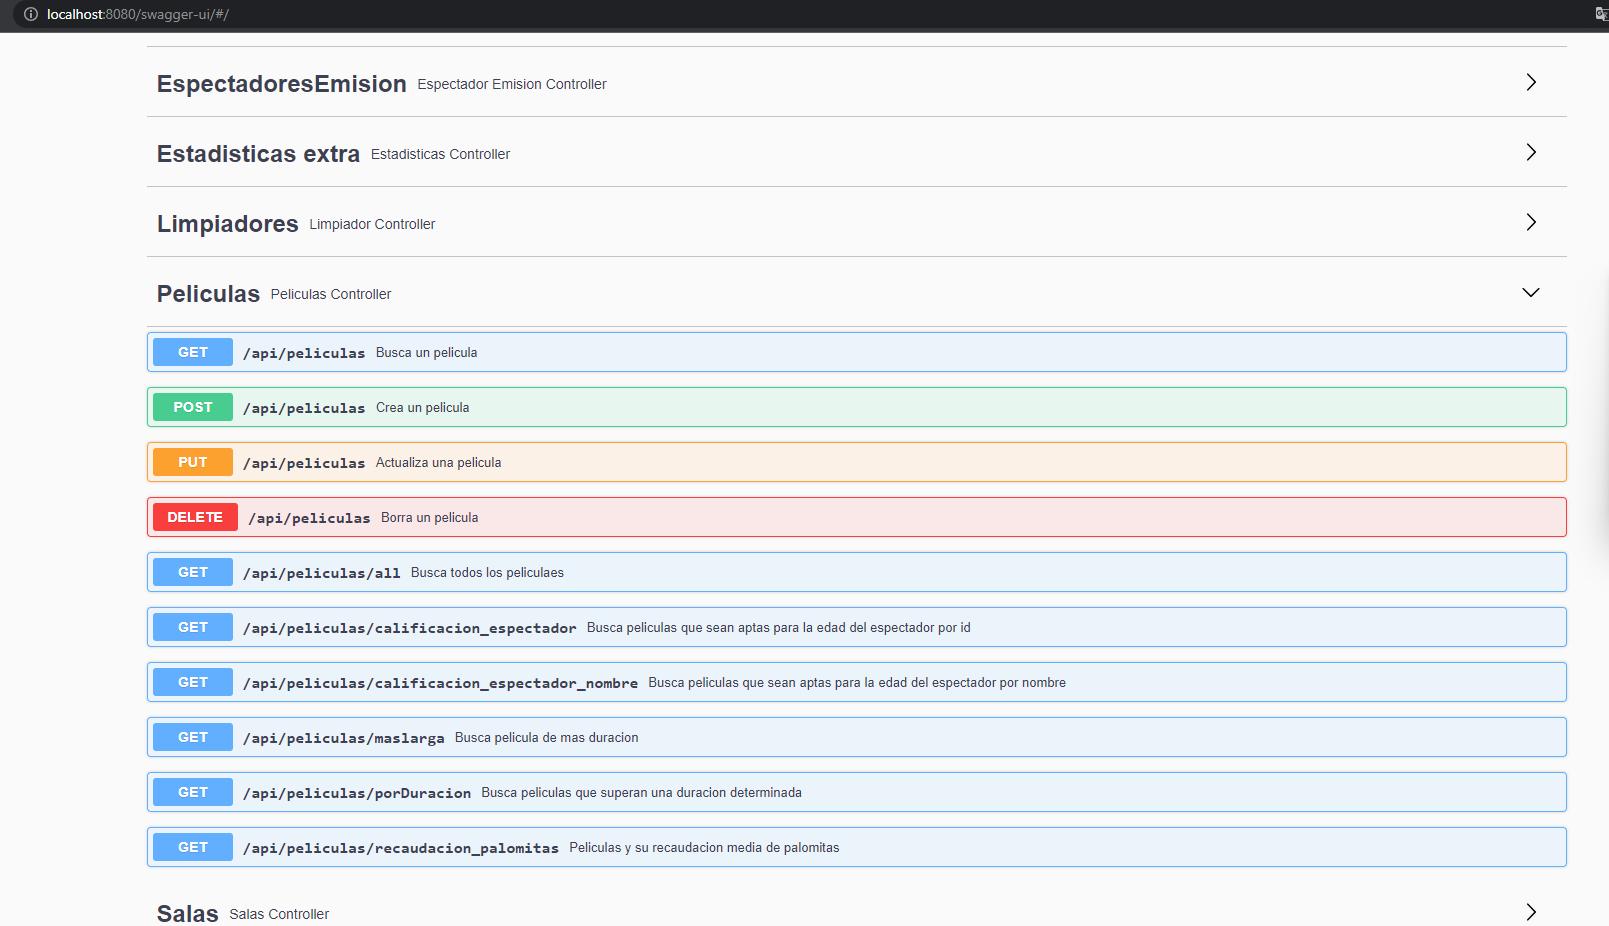 localhost:8080/swagger-ui/#/
EspectadoresEmision Espectador Emision Controller
Estadisticas extra Estadisticas Controller
Limpiadores Limpiador Controller
Peliculas Peliculas Controller
GET /api/peliculas Busca un pelicula
POST /api/peliculas Crea un pelicula
PUT /api/peliculas Actualiza una pelicula
DELETE /api/peliculas Borra un pelicula
GET /api/peliculas/all Busca todos los peliculaes
GET /api/peliculas/calificacion_espectador Busca peliculas que sean aptas para la edad del espectador por id
GET /api/peliculas/calificacion_espectador_nombre Busca peliculas que sean aptas para la edad del espectador por nombre
GET /api/peliculas/maslarga Busca pelicula de mas duracion
GET /api/peliculas/porDuracion Busca peliculas que superan una duracion determinada
GET /api/peliculas/recaudacion_palomitas Peliculas y su recaudacion media de palomitas
Salas Salas Controller